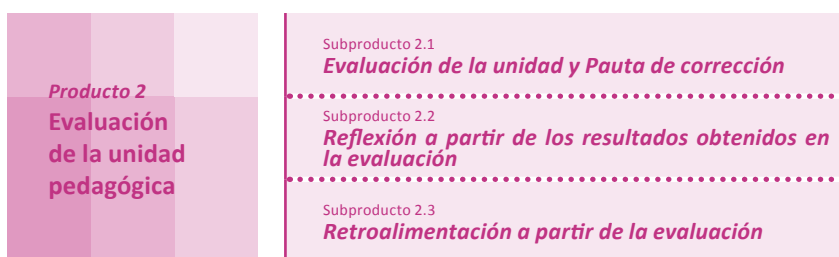 Producto 2
Evaluación
de la unidad
pedagógica
Subproducto 2.1
Evaluación de la unidad y Pauta de corrección
Subproducto 2.2
Reflexión a partir de los resultados obtenidos en
la evaluación
Subproducto 2.3
Retroalimentación a partir de la evaluación